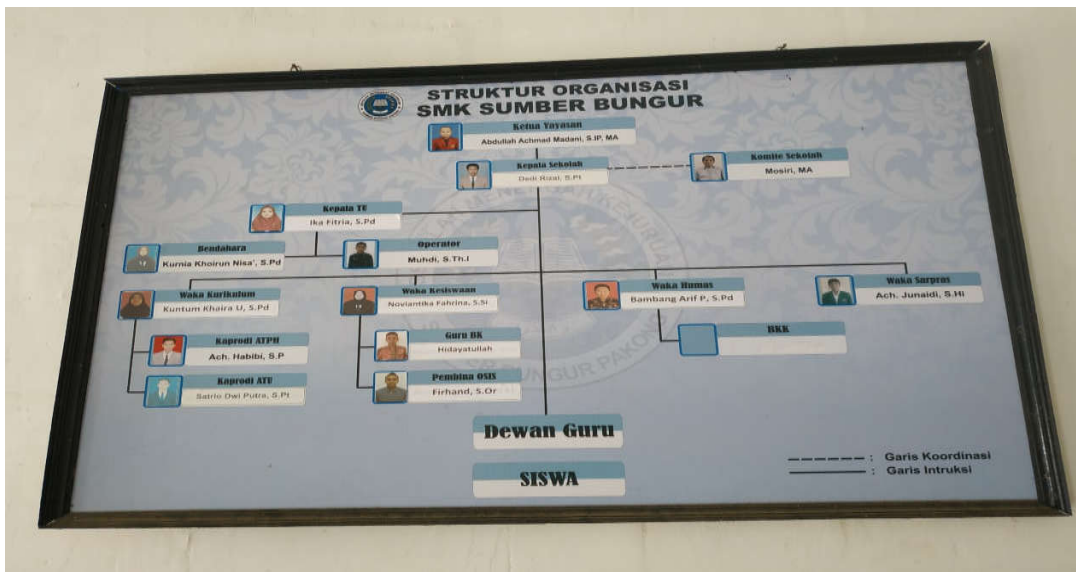 STRUKTUR ORGANISASI
SMK SUMBER BUNGUR
Ketua Yayasan
Abdullah Achmad Madani, S.IP, MA
Kepala Sekolah
Dedi Rizal, S.Pt
Komite Sekolah
Mosiri, MA
Kepala TU
Ika Fitria, S.Pd
Bendahara
Kurnia Khoirun Nisa', S.Pd
Operator
Muhdi, S.Th.I
Waka Kurikulum
Kuntum Khaira U, S.Pd
Waka Kesiswaan
Noviantika Fahrina, S.Si
Waka Humas
Bambang Arif P, S.Pd
Waka Sarpras
Ach. Junaidi, S.Hi
Kaprodi ATPH
Ach. Habibi, S.P
Guru BK
Hidayatullah
BKK
Kaprodi ATU
Satrio Dwi Putra, S.Pt
Pembina OSIS
Firhand, S.Or
Dewan Guru
SISWA
: Garis Koordinasi
: Garis Intruksi